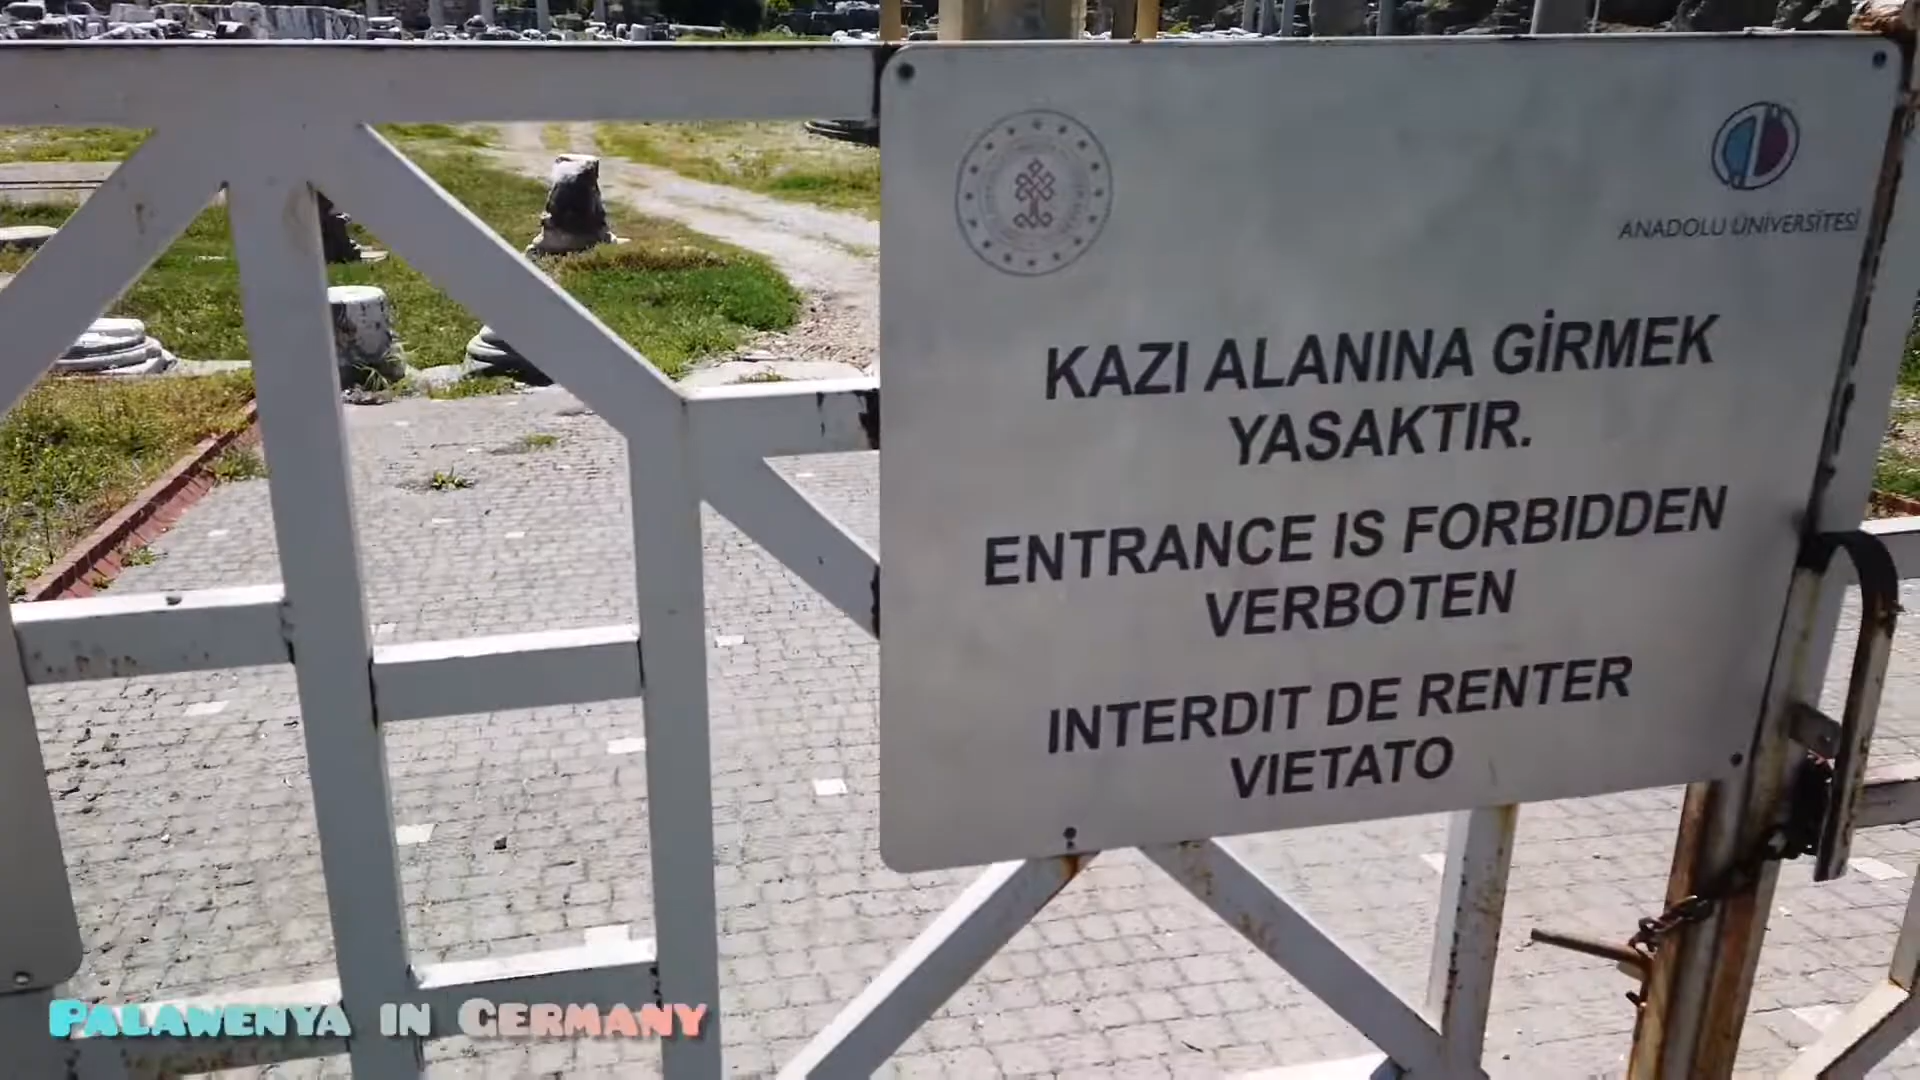 ANADOLU ÜNİVERSİTESİ
KAZI ALANINA GİRMEK
YASAKTIR.
ENTRANCE IS FORBIDDEN
VERBOTEN
INTERDIT DE RENTER
VIETATO
PALAWENYA IN GERMANY